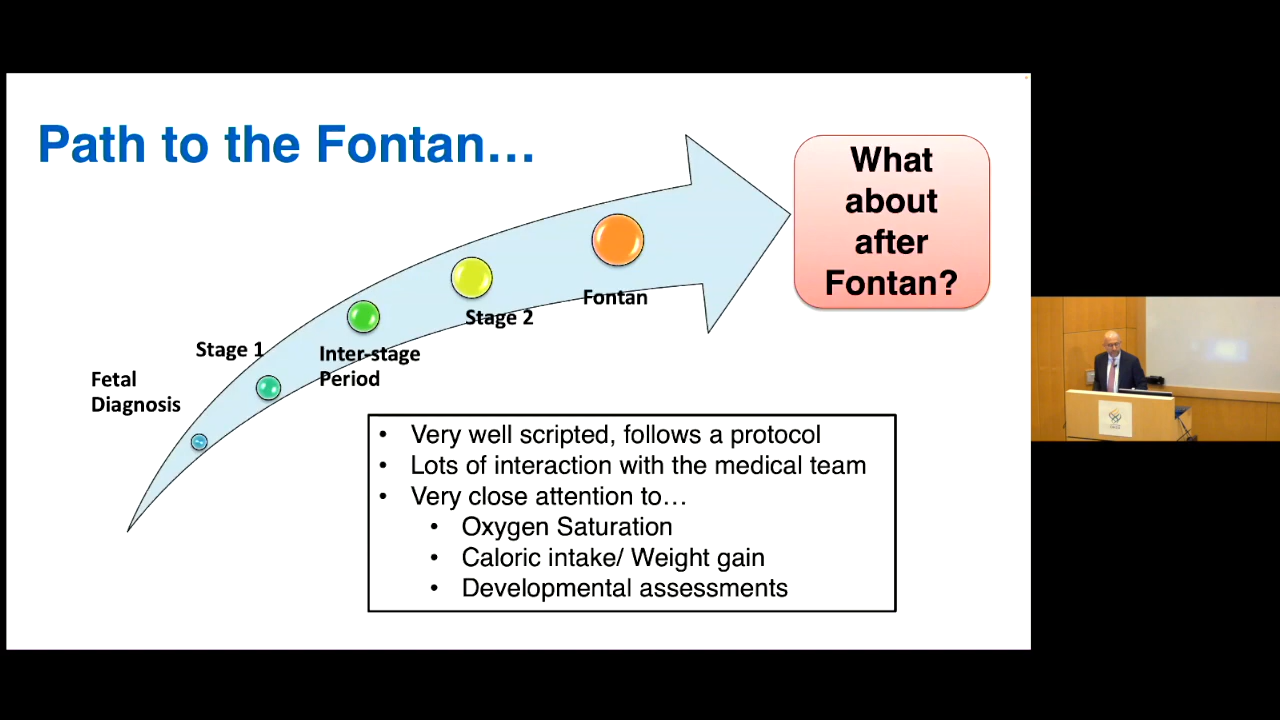 Path to the Fontan…
What
about
after
Fontan?
Fontan
Stage 2
Stage 1
Inter-stage
Period
Fetal
Diagnosis
• Very well scripted, follows a protocol
• Lots of interaction with the medical team
• Very close attention to…
• Oxygen Saturation
• Caloric intake/ Weight gain
• Developmental assessments